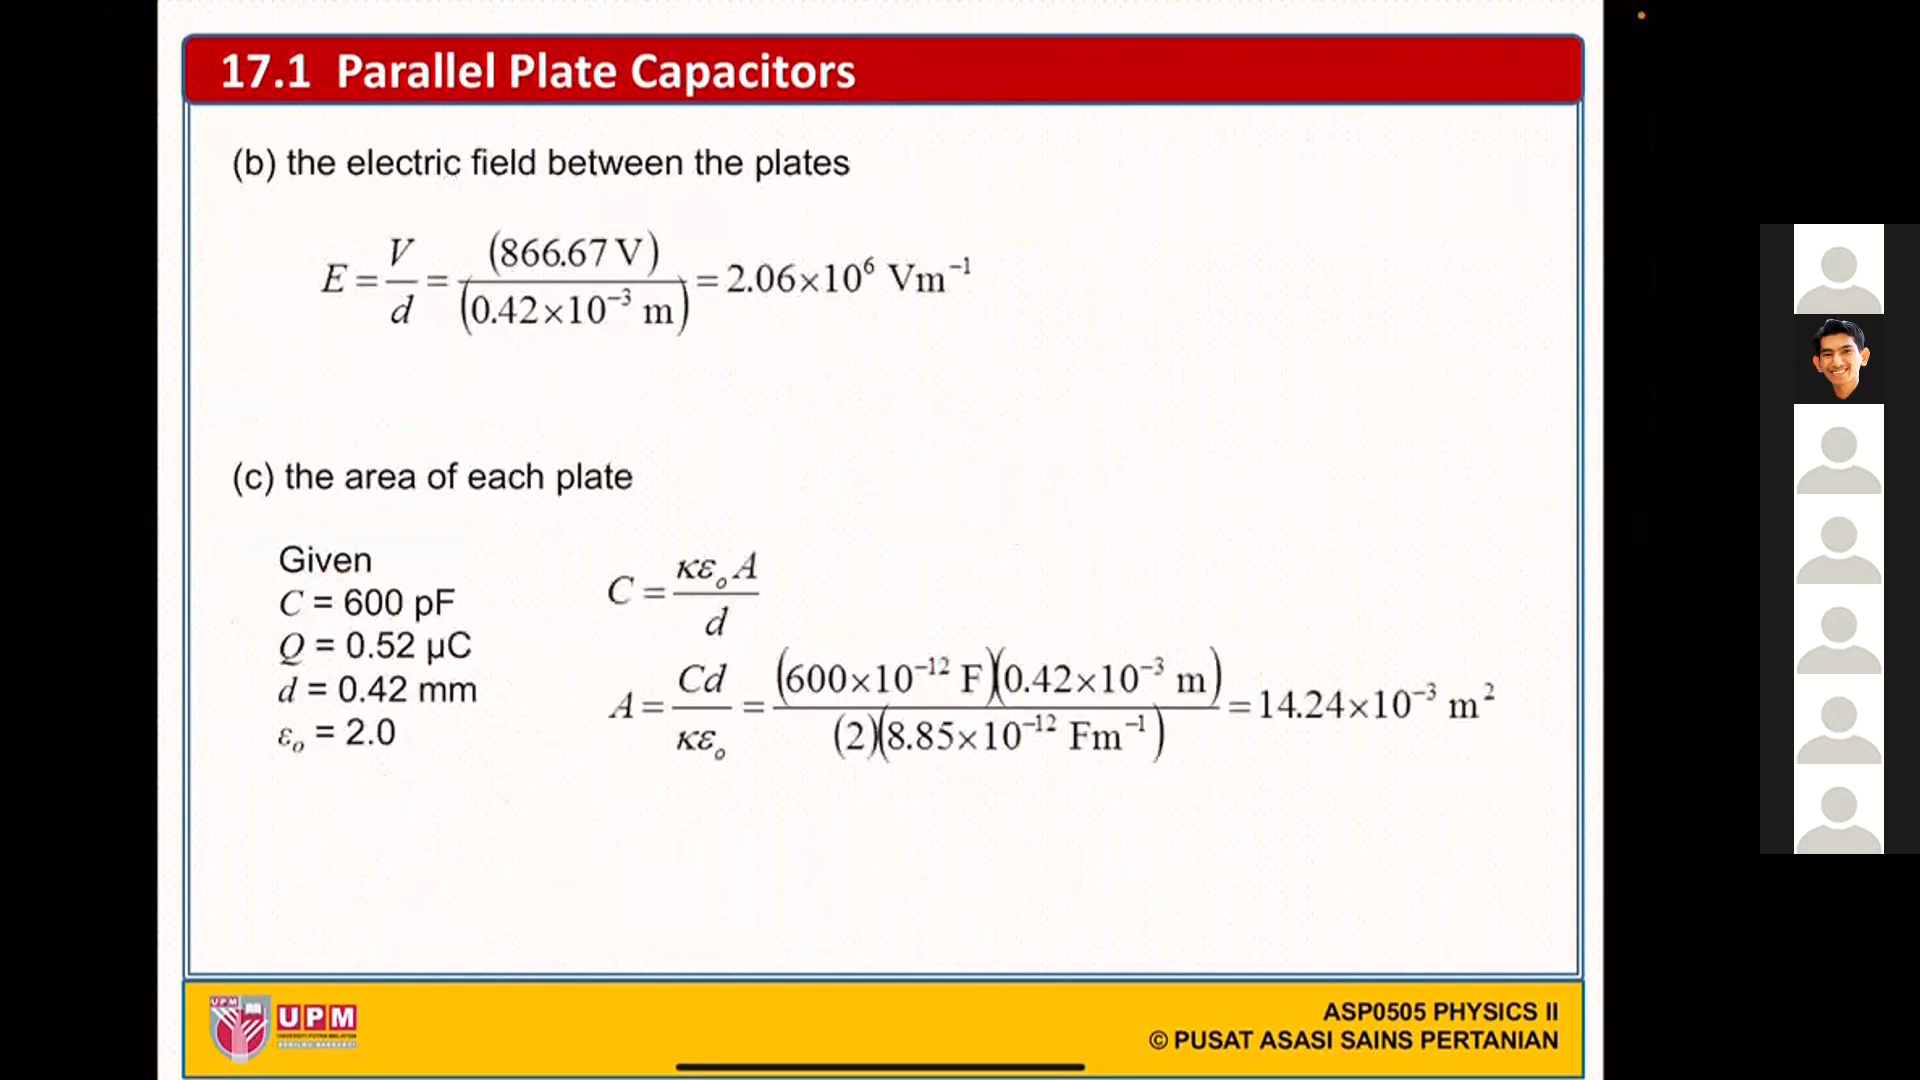 17.1 Parallel Plate Capacitors
(b) the electric field between the plates
E = V/d = (866.67 V)/(0.42×10⁻³ m) = 2.06×10⁶ Vm⁻¹
(c) the area of each plate
Given
C = 600 pF
Q = 0.52 µC
d = 0.42 mm
εₒ = 2.0
C = κεₒA/d
A = Cd/κεₒ = (600×10⁻¹² F)(0.42×10⁻³ m)/(2)(8.85×10⁻¹² Fm⁻¹) = 14.24×10⁻³ m²
UPM
UPM
ASP0505 PHYSICS II
© PUSAT ASASI SAINS PERTANIAN